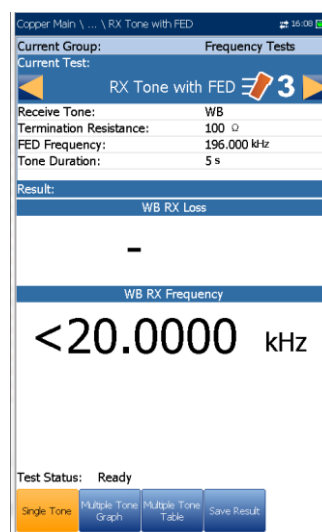 Copper Main \ ... \ RX Tone with FED 16:08
Current Group: Frequency Tests
Current Test:
RX Tone with FED 3
Receive Tone: WB
Termination Resistance: 100 Ω
FED Frequency: 196.000 kHz
Tone Duration: 5 s
Result:
WB RX Loss
-
WB RX Frequency
<20.0000 kHz
Test Status: Ready
Single Tone
Multiple Tone Graph
Multiple Tone Table
Save Result